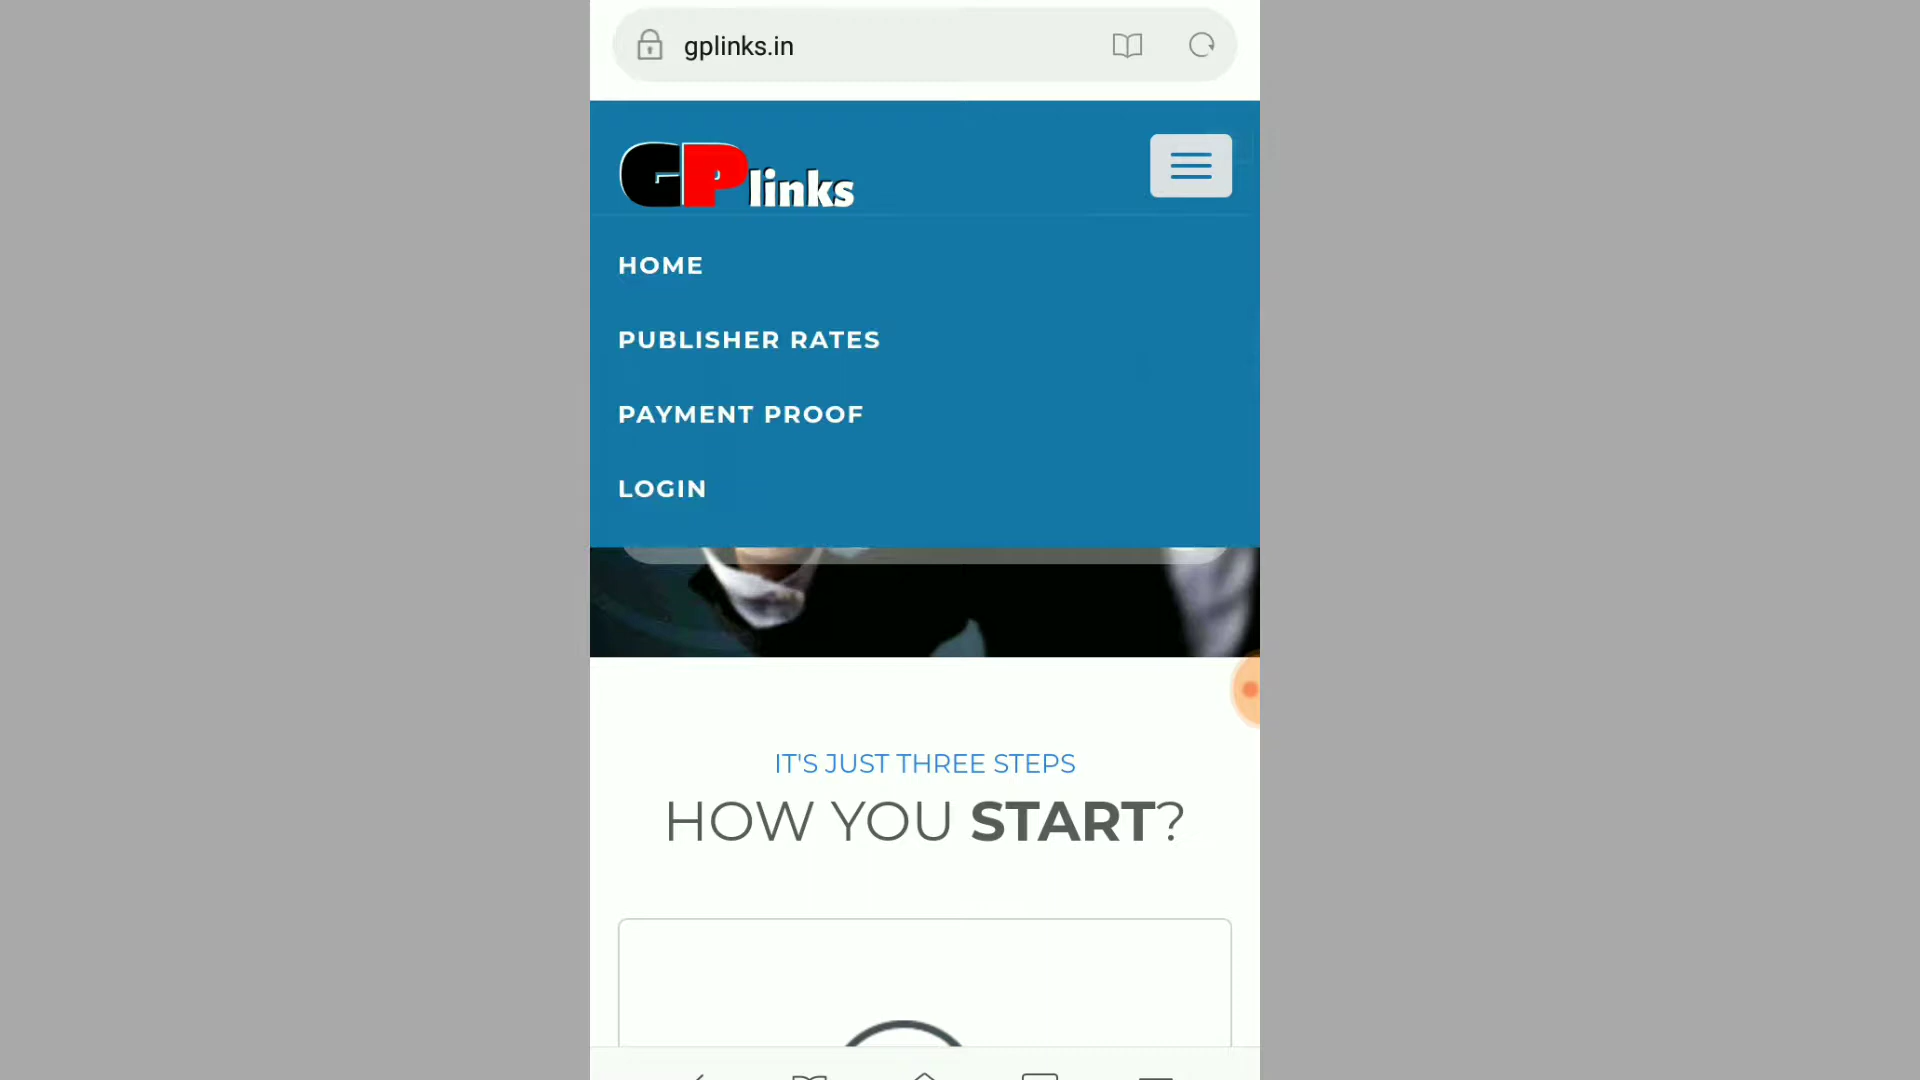 gplinks.in
GPlinks
HOME
PUBLISHER RATES
PAYMENT PROOF
LOGIN
IT'S JUST THREE STEPS
HOW YOU START?